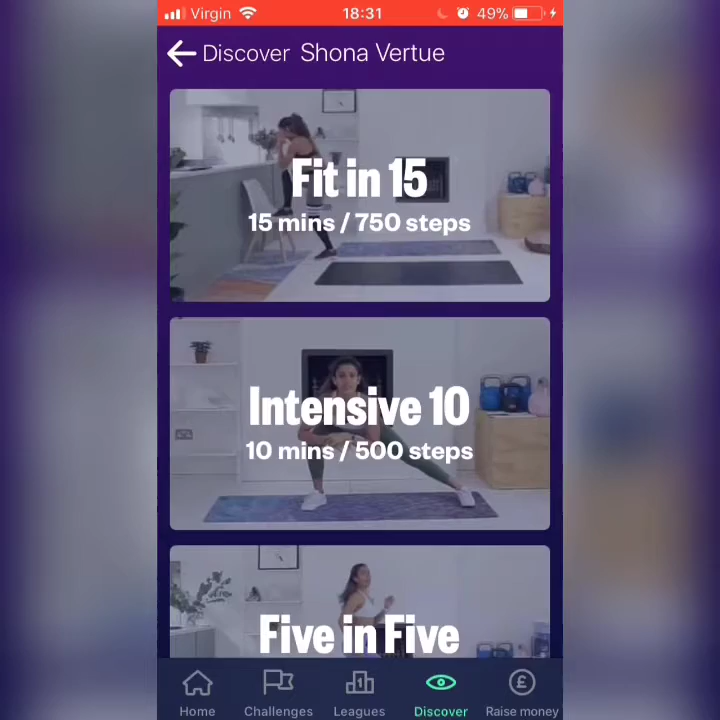 Virgin 18:31 49%
Discover Shona Vertue
Fit in 15
15 mins / 750 steps
Intensive 10
10 mins / 500 steps
Five in Five
Home Challenges Leagues Discover Raise money